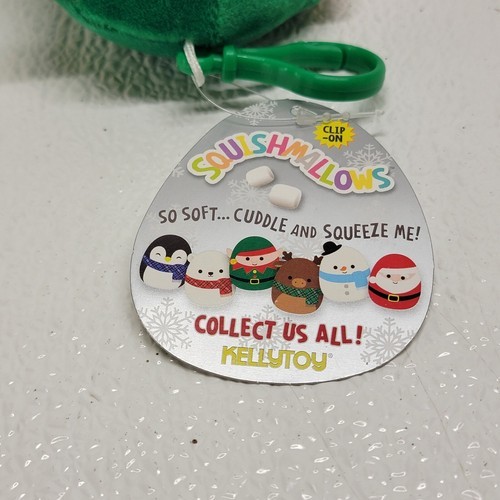 CLIP
-ON
SQUISHMALLOWS
SO SOFT... CUDDLE AND SQUEEZE ME!
COLLECT US ALL!
KELLYTOY®